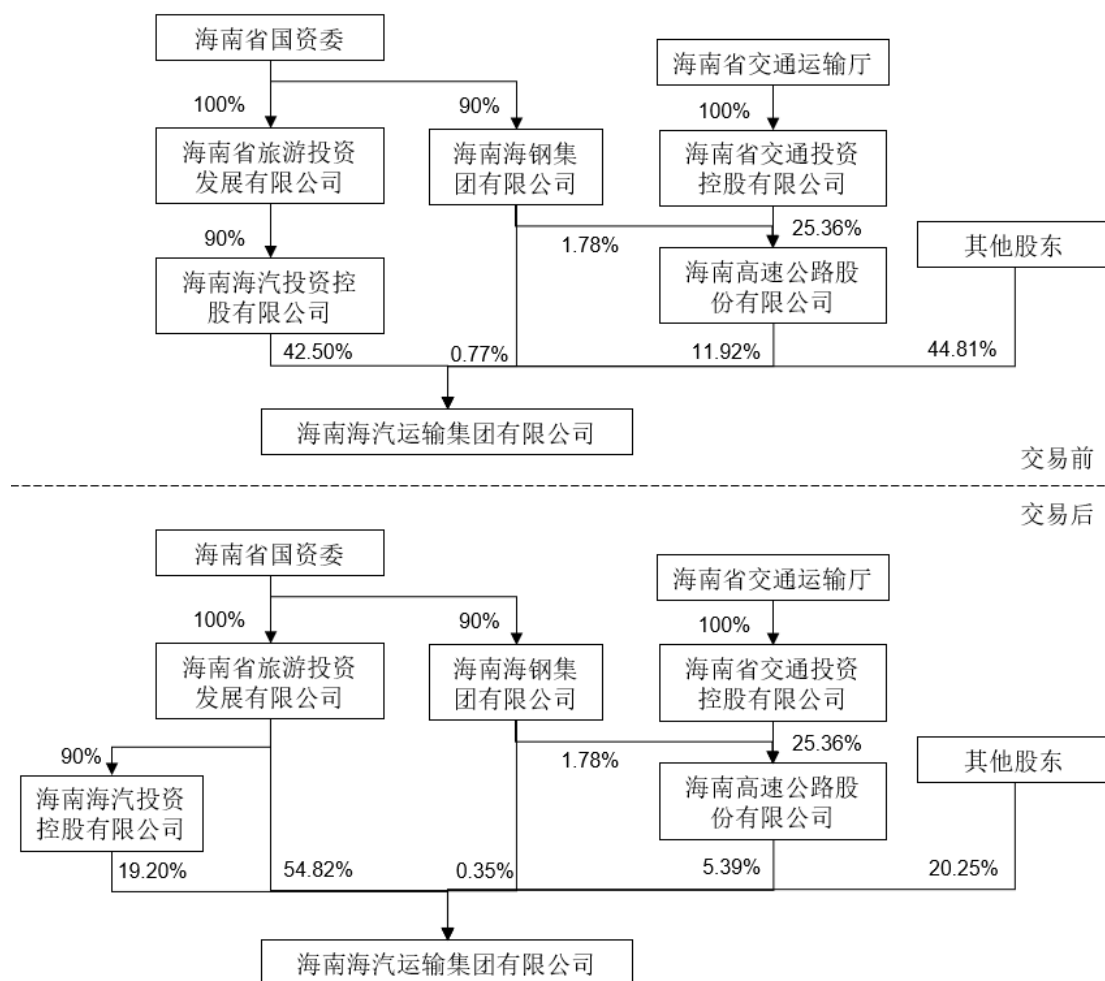 海南省国资委
海南省交通运输厅
100%
90%
100%
海南省旅游投资
发展有限公司
海南海钢集
团有限公司
海南省交通投资
控股有限公司
90%
1.78%
25.36%
其他股东
海南海汽投资控
股有限公司
海南高速公路股
份有限公司
42.50%
0.77%
11.92%
44.81%
海南海汽运输集团有限公司
交易前
交易后
海南省国资委
海南省交通运输厅
100%
90%
100%
海南省旅游投资
发展有限公司
海南海钢集
团有限公司
海南省交通投资
控股有限公司
90%
1.78%
25.36%
其他股东
海南海汽投资
控股有限公司
海南高速公路股
份有限公司
19.20%
54.82%
0.35%
5.39%
20.25%
海南海汽运输集团有限公司